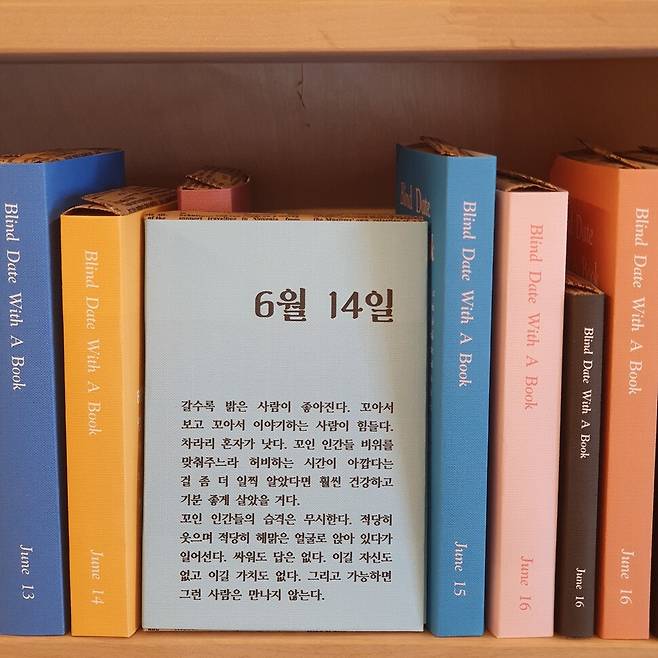 Blind Date With A Book
June 13
Blind Date With A Book
June 14
6월 14일
갈수록 밝은 사람이 좋아진다. 꼬아서
보고 꼬아서 이야기하는 사람이 힘들다.
차라리 혼자가 낫다. 꼬인 인간들 비위를
맞춰주느라 허비하는 시간이 아깝다는
걸 좀 더 일찍 알았다면 훨씬 건강하고
기분 좋게 살았을 거다.
꼬인 인간들의 습격은 무시한다. 적당히
웃으며 적당히 해맑은 얼굴로 앉아 있다가
일어선다. 싸워도 답은 없다. 이길 자신도
없고 이길 가치도 없다. 그리고 가능하면
그런 사람은 만나지 않는다.
Blind Date With A Book
June 15
Blind Date With A Book
June 16
Blind Date With A Book
June 16
Blind Date With A Book
June 16